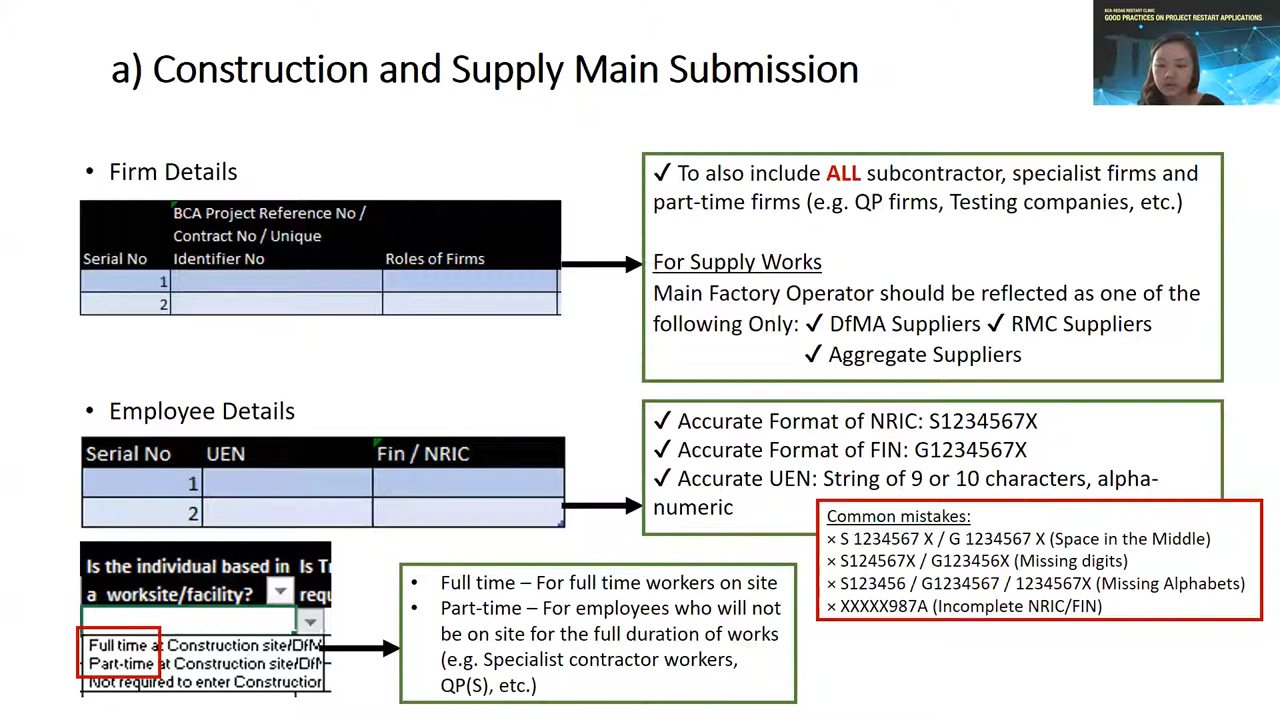 BCA-REDAS RESTART CLINIC
GOOD PRACTICES ON PROJECT RESTART APPLICATIONS
a) Construction and Supply Main Submission
• Firm Details
BCA Project Reference No /
Contract No / Unique
Serial No Identifier No Roles of Firms
1
2
✓ To also include ALL subcontractor, specialist firms and
part-time firms (e.g. QP firms, Testing companies, etc.)
For Supply Works
Main Factory Operator should be reflected as one of the
following Only: ✓ DfMA Suppliers ✓ RMC Suppliers
✓ Aggregate Suppliers
• Employee Details
Serial No UEN Fin / NRIC
1
2
✓ Accurate Format of NRIC: S1234567X
✓ Accurate Format of FIN: G1234567X
✓ Accurate UEN: String of 9 or 10 characters, alpha-
numeric
Common mistakes:
× S 1234567 X / G 1234567 X (Space in the Middle)
× S124567X / G123456X (Missing digits)
× S123456 / G1234567 / 1234567X (Missing Alphabets)
× XXXXX987A (Incomplete NRIC/FIN)
Is the individual based in Is Tr
a worksite/facility? requ
Full time at Construction site/DfM
Part-time at Construction site/DfM
Not required to enter Construction
• Full time – For full time workers on site
• Part-time – For employees who will not
be on site for the full duration of works
(e.g. Specialist contractor workers,
QP(S), etc.)